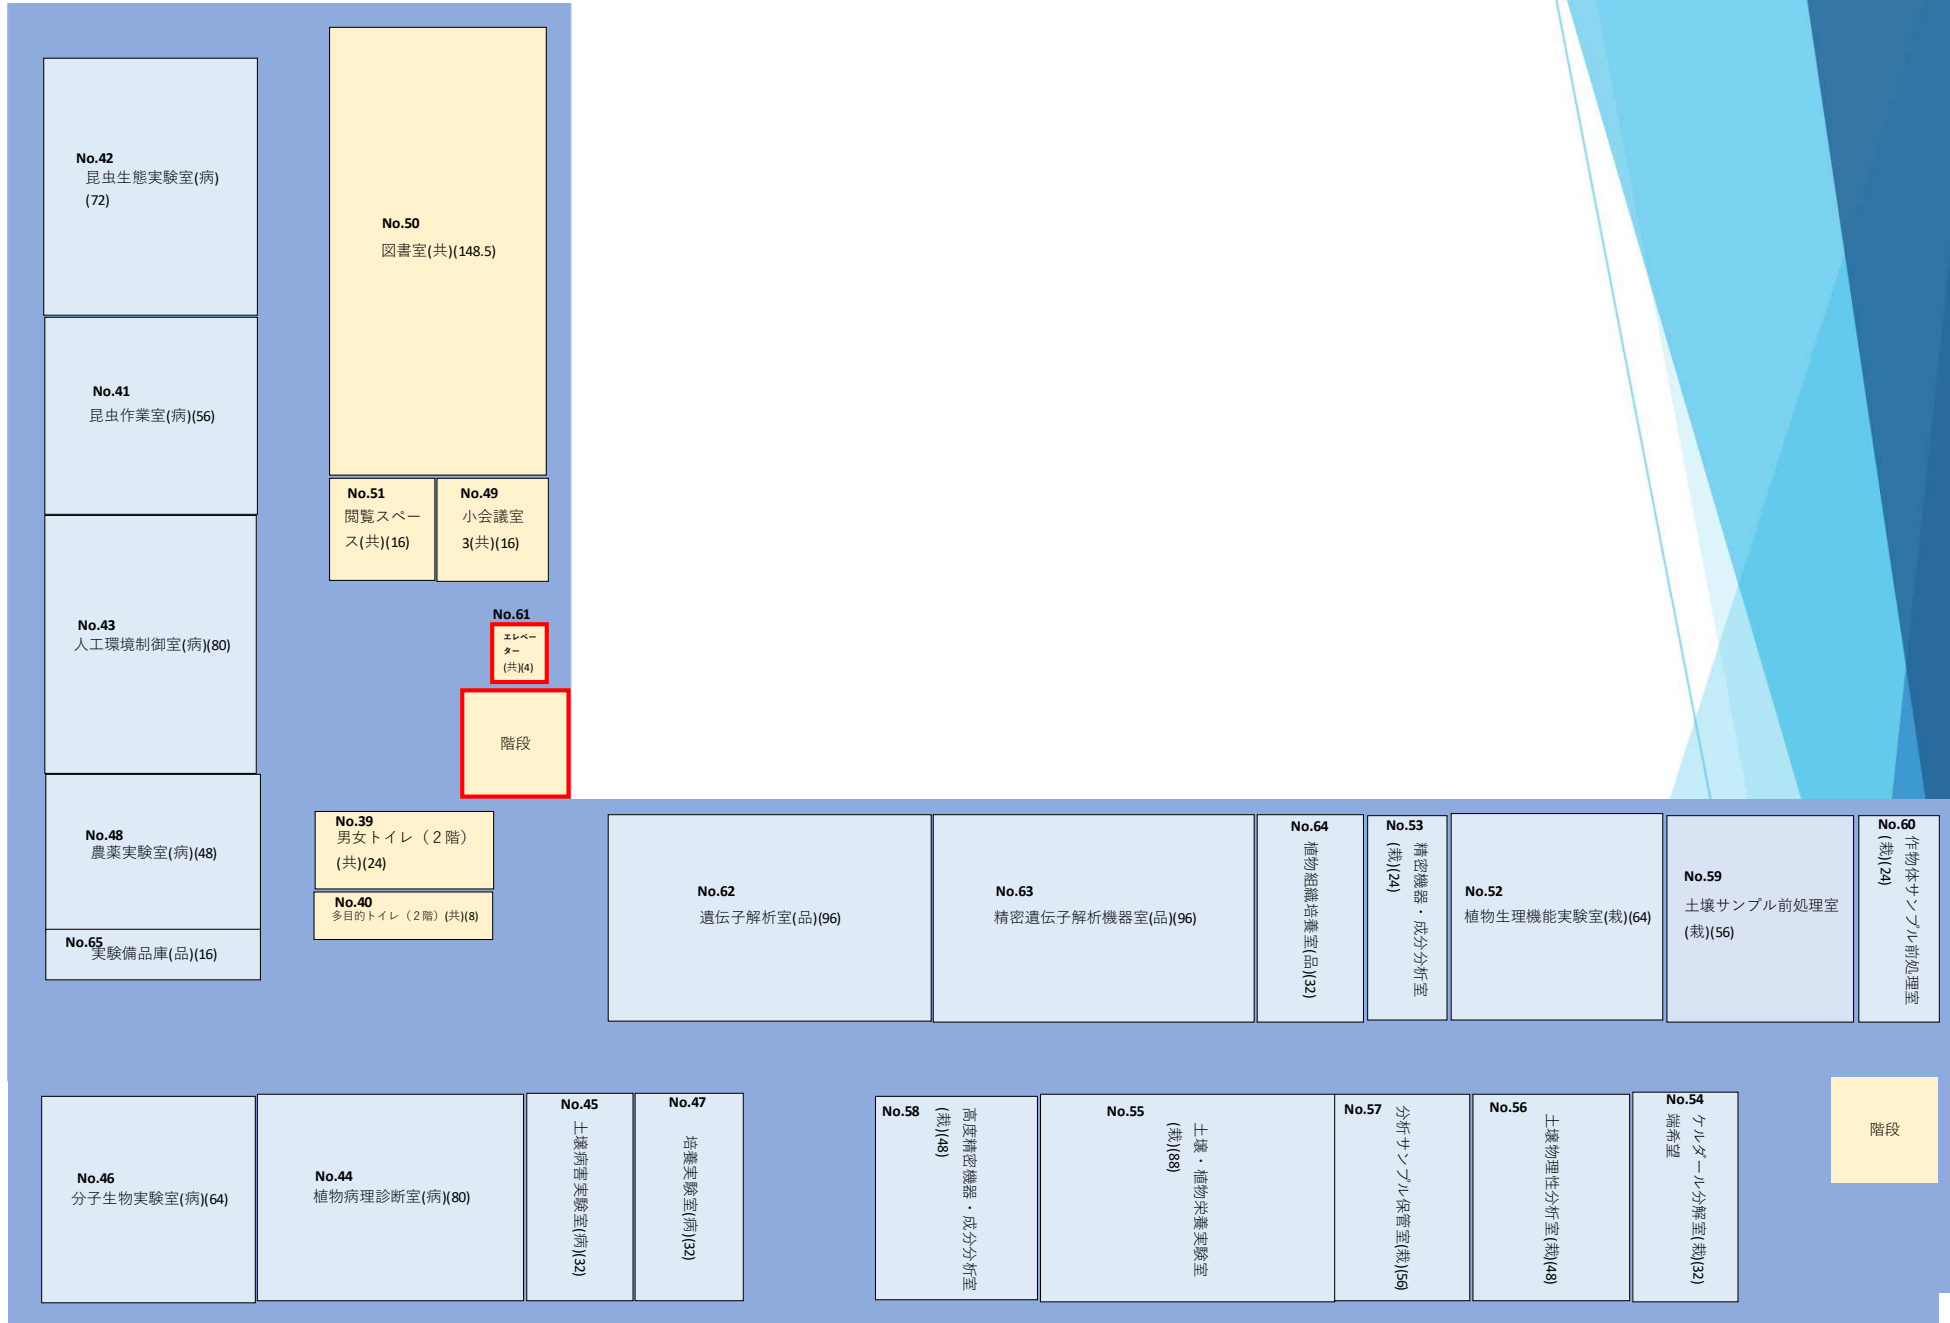 No.42
昆虫生態実験室(病)
(72)
No.50
図書室(共)(148.5)
No.41
昆虫作業室(病)(56)
No.51
閲覧スペー
ス(共)(16)
No.49
小会議室
3(共)(16)
No.43
人工環境制御室(病)(80)
No.61
エレベー
ター
(共)(4)
階段
No.48
農薬実験室(病)(48)
No.65
実験備品庫(品)(16)
No.39
男女トイレ（２階）
(共)(24)
No.40
多目的トイレ（２階）(共)(8)
No.62
遺伝子解析室(品)(96)
No.63
精密遺伝子解析機器室(品)(96)
No.64
植物組織培養室(品)(32)
No.53
精密機器・成分分析室
(栽)(24)
No.52
植物生理機能実験室(栽)(64)
No.59
土壌サンプル前処理室
(栽)(56)
No.60
作物体サンプル前処理室
(栽)(24)
No.46
分子生物実験室(病)(64)
No.44
植物病理診断室(病)(80)
No.45
土壌病害実験室(病)(32)
No.47
培養実験室(病)(32)
No.58
高度精密機器・成分分析室
(栽)(48)
No.55
土壌・植物栄養実験室
(栽)(88)
No.57
分析サンプル保管室(栽)(56)
No.56
土壌物理性分析室(栽)(48)
No.54
ケルダール分解室(栽)(32)
端希望
階段